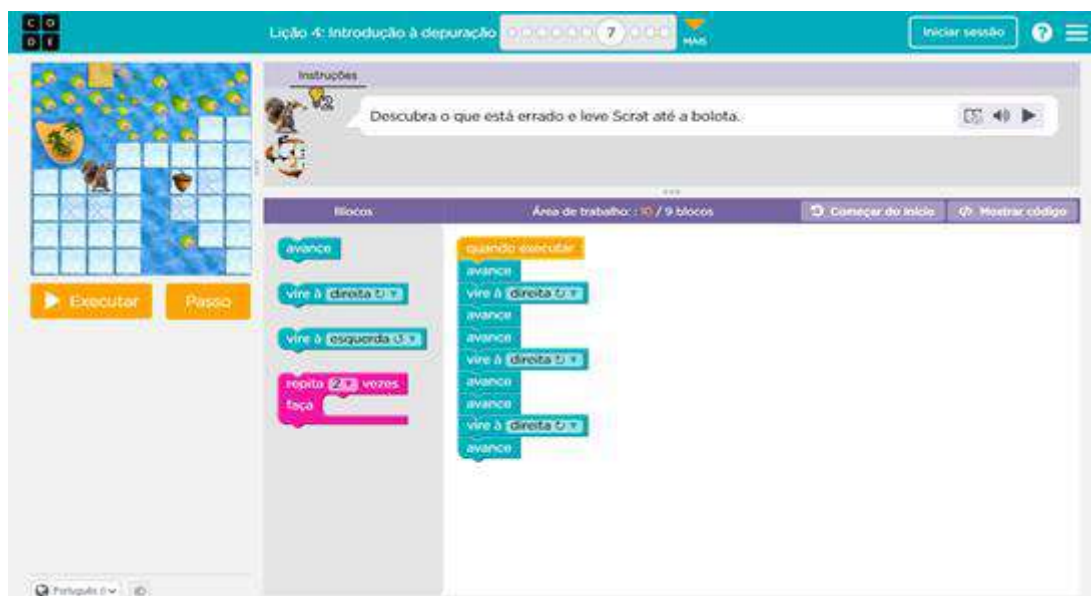 C O
D E
Lição 4: Introdução à depuração
7
MAIS
Iniciar sessão
?
Instruções
2
Descubra o que está errado e leve Scrat até a bolota.
Blocos
Área de trabalho: : 10 / 9 blocos
Começar do início
Mostrar código
avance
vire à direita
vire à esquerda
repita 2 vezes
faça
quando executar
avance
vire à direita
avance
avance
vire à direita
avance
avance
vire à direita
avance
Executar
Passo